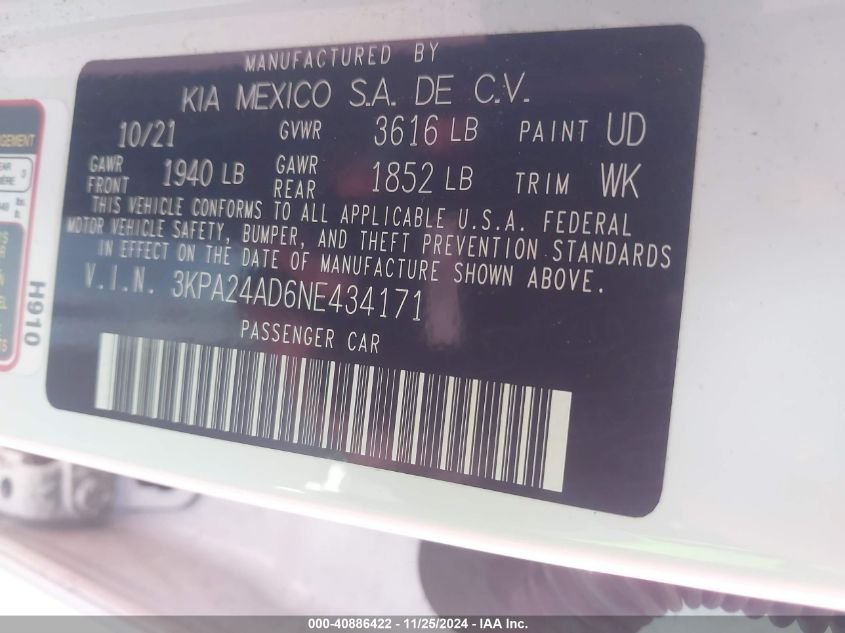 MANUFACTURED BY
KIA MEXICO S.A. DE C.V.
10/21 GVWR 3616 LB PAINT UD
GAWR FRONT 1940 LB GAWR REAR 1852 LB TRIM WK
THIS VEHICLE CONFORMS TO ALL APPLICABLE U.S.A. FEDERAL
MOTOR VEHICLE SAFETY, BUMPER, AND THEFT PREVENTION STANDARDS
IN EFFECT ON THE DATE OF MANUFACTURE SHOWN ABOVE.
V.I.N. 3KPA24AD6NE434171
PASSENGER CAR
H910
000-40886422 - 11/25/2024 - IAA Inc.